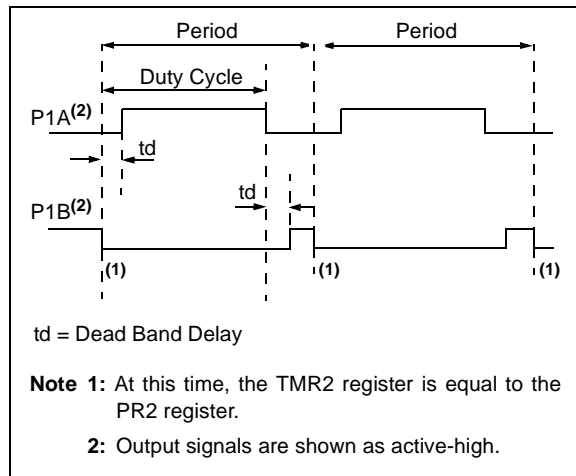 Period Period
Duty Cycle
P1A(2)
td
td
P1B(2)
(1) (1) (1)
td = Dead Band Delay
Note 1: At this time, the TMR2 register is equal to the
PR2 register.
2: Output signals are shown as active-high.